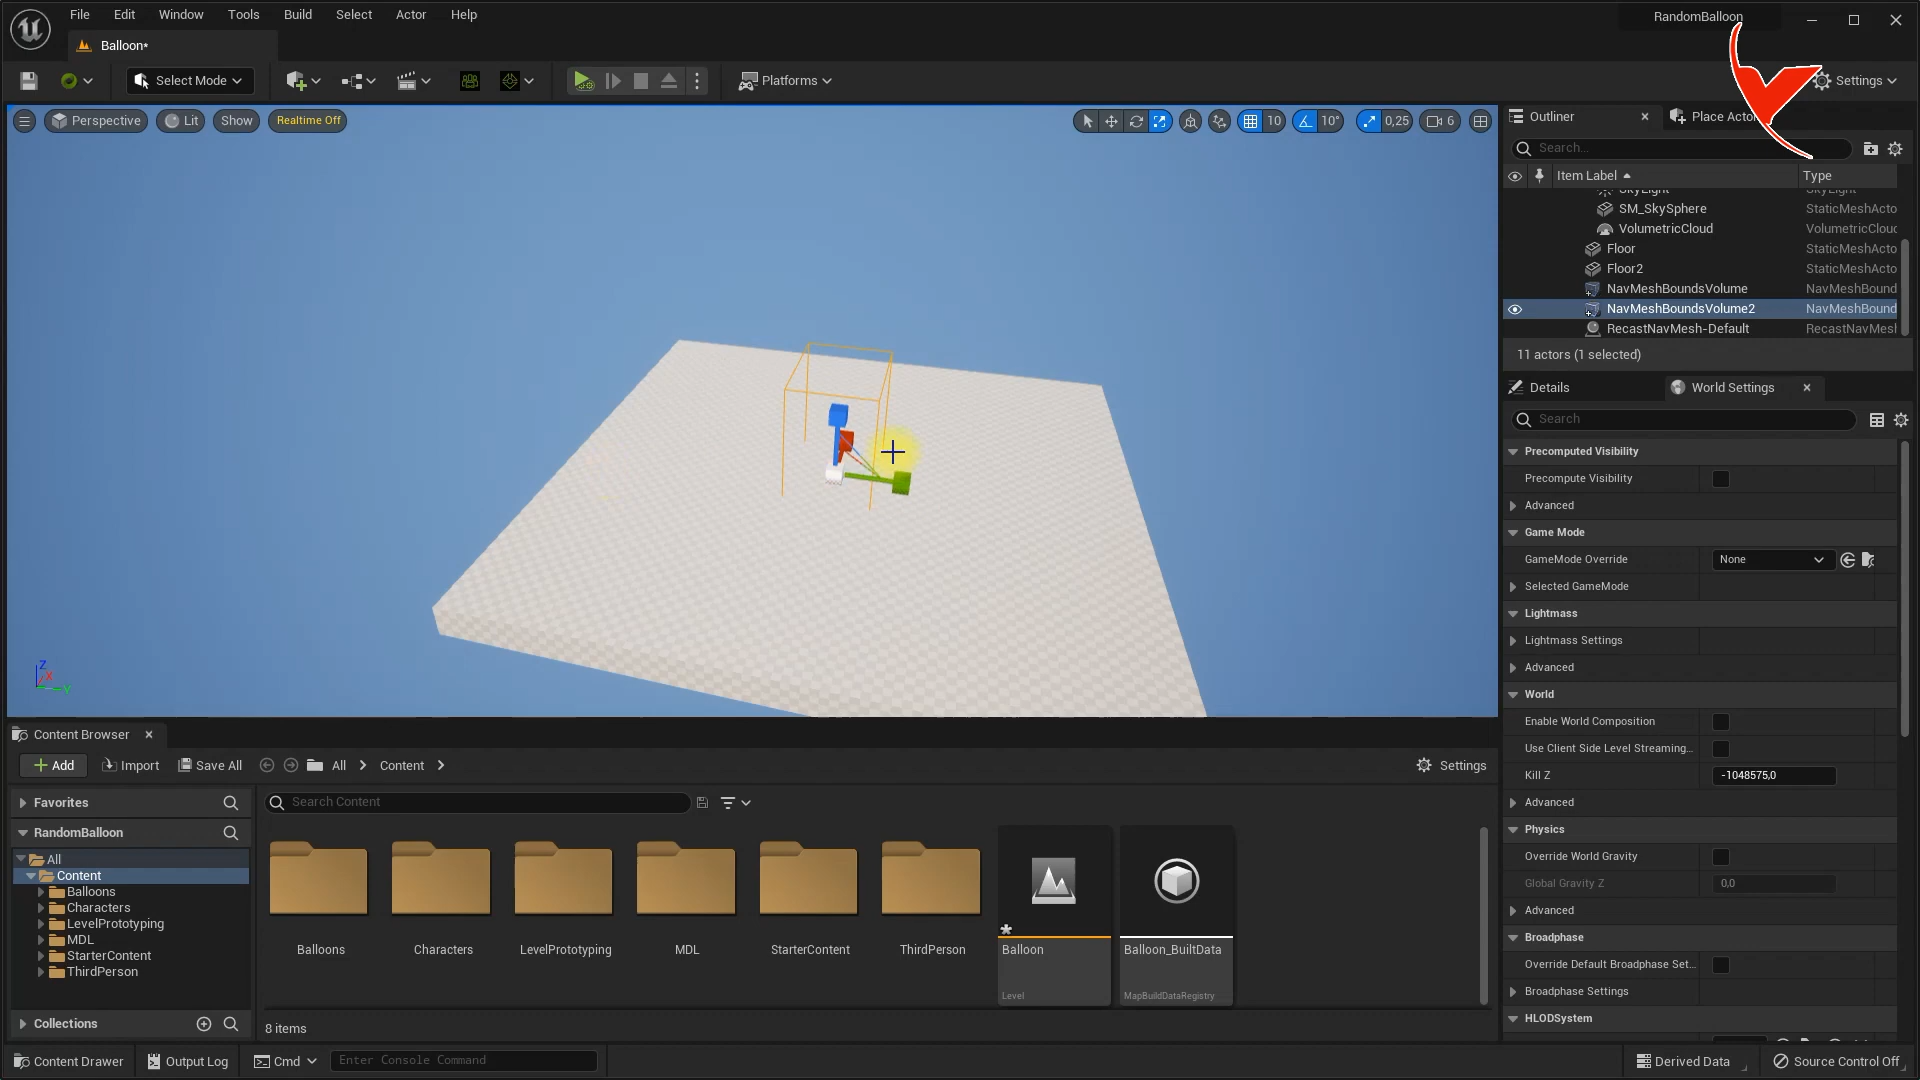 File Edit Window Tools Build Select Actor Help
RandomBalloon
Balloon*
Select Mode
Platforms
Settings
Perspective Lit Show Realtime Off
10 10° 0,25 6
Outliner
Place Acto
Search...
Item Label Type
SkyLight SkyLight
SM_SkySphere StaticMeshActo
VolumetricCloud VolumetricClouc
Floor StaticMeshActo
Floor2 StaticMeshActo
NavMeshBoundsVolume NavMeshBound
NavMeshBoundsVolume2 NavMeshBound
RecastNavMesh-Default RecastNavMesh
11 actors (1 selected)
Details World Settings
Search
Precomputed Visibility
Precompute Visibility
Advanced
Game Mode
GameMode Override None
Selected GameMode
Lightmass
Lightmass Settings
Advanced
World
Enable World Composition
Use Client Side Level Streaming...
Kill Z -1048575,0
Advanced
Physics
Override World Gravity
Global Gravity Z 0,0
Advanced
Broadphase
Override Default Broadphase Set...
Broadphase Settings
HLODSystem
Z
X
Y
Content Browser
Add Import Save All All Content Settings
Favorites
Search Content
RandomBalloon
All
Content
Balloons
Characters
LevelPrototyping
MDL
StarterContent
ThirdPerson
Collections
Balloons Characters LevelPrototyping MDL StarterContent ThirdPerson Balloon Balloon_BuiltData
Level MapBuildDataRegistry
8 items
Content Drawer Output Log Cmd Enter Console Command
Derived Data Source Control Off